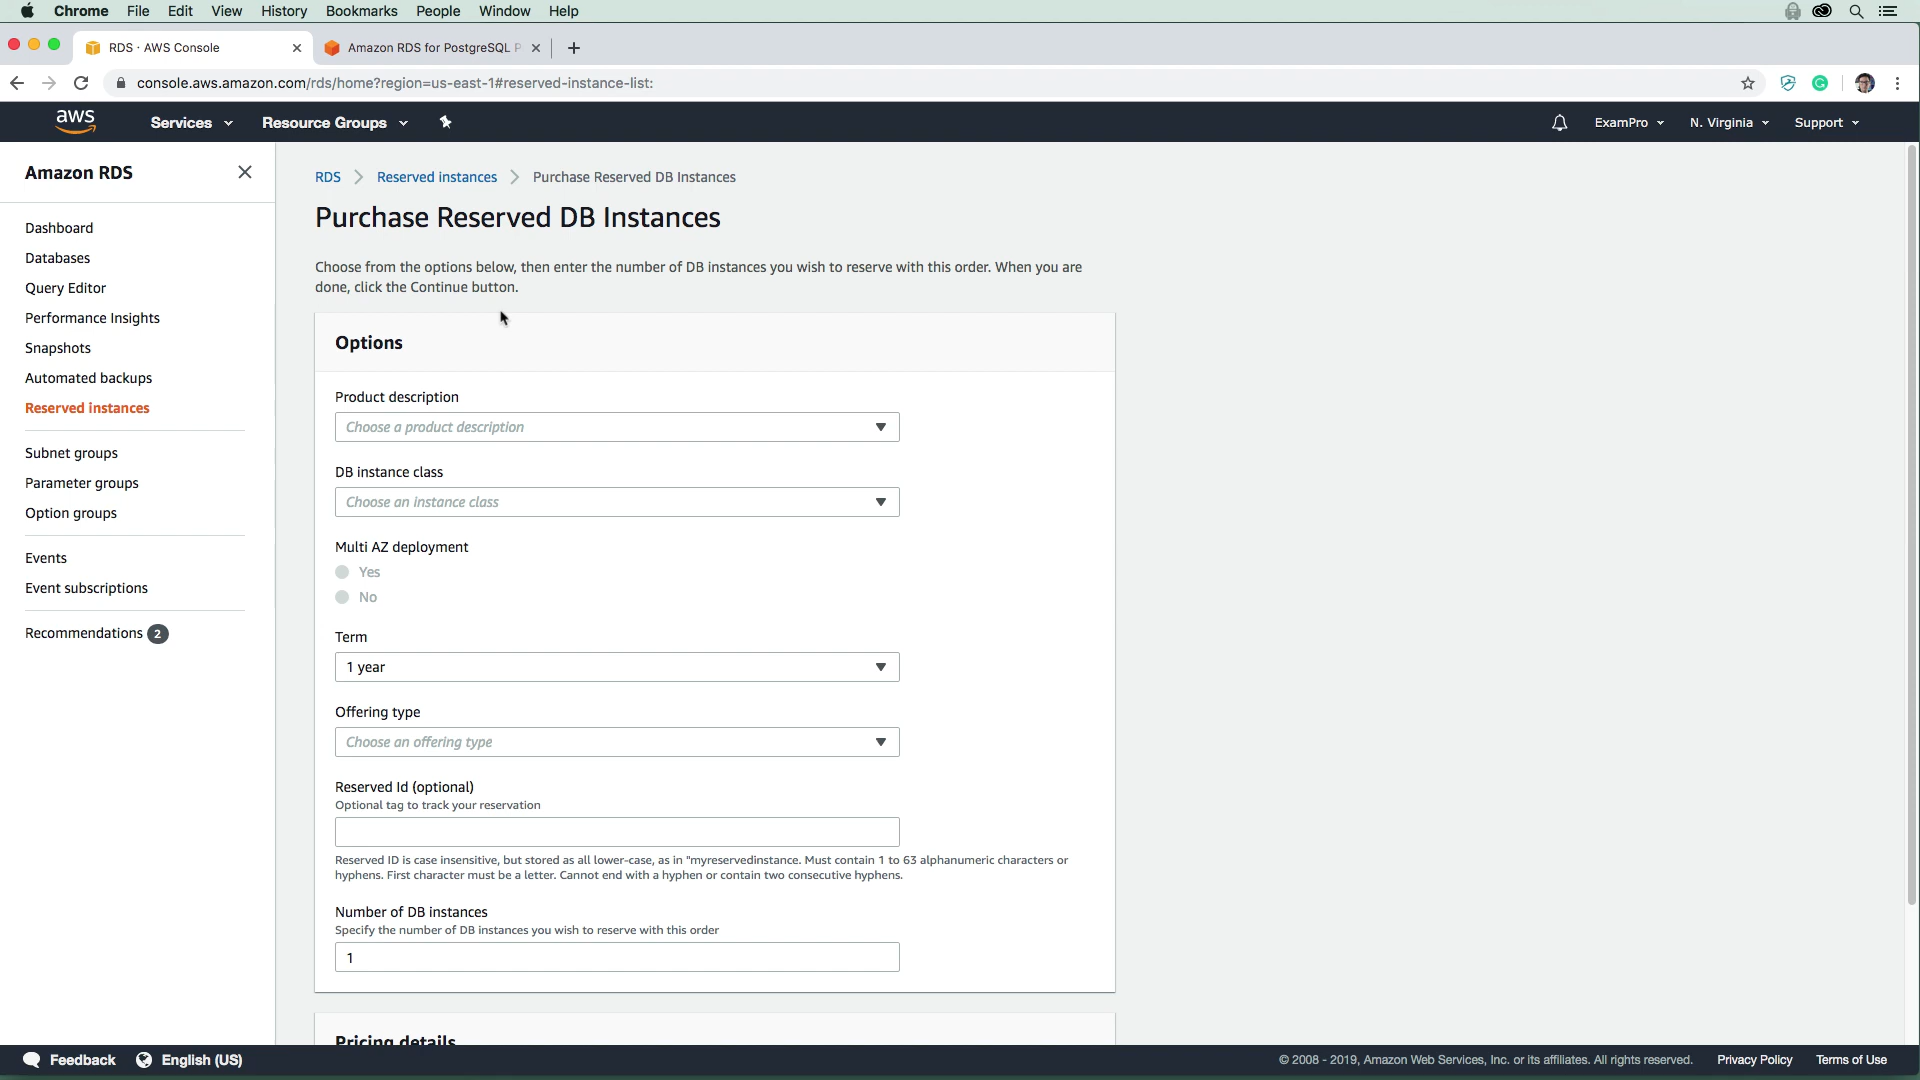 Chrome File Edit View History Bookmarks People Window Help
RDS · AWS Console
Amazon RDS for PostgreSQL P
console.aws.amazon.com/rds/home?region=us-east-1#reserved-instance-list:
aws Services Resource Groups ExamPro N. Virginia Support
Amazon RDS
Dashboard
Databases
Query Editor
Performance Insights
Snapshots
Automated backups
Reserved instances
Subnet groups
Parameter groups
Option groups
Events
Event subscriptions
Recommendations 2
RDS > Reserved instances > Purchase Reserved DB Instances
Purchase Reserved DB Instances
Choose from the options below, then enter the number of DB instances you wish to reserve with this order. When you are
done, click the Continue button.
Options
Product description
Choose a product description
DB instance class
Choose an instance class
Multi AZ deployment
Yes
No
Term
1 year
Offering type
Choose an offering type
Reserved Id (optional)
Optional tag to track your reservation
Reserved ID is case insensitive, but stored as all lower-case, as in "myreservedinstance. Must contain 1 to 63 alphanumeric characters or
hyphens. First character must be a letter. Cannot end with a hyphen or contain two consecutive hyphens.
Number of DB instances
Specify the number of DB instances you wish to reserve with this order
1
Pricing details
Feedback English (US) © 2008 - 2019, Amazon Web Services, Inc. or its affiliates. All rights reserved. Privacy Policy Terms of Use